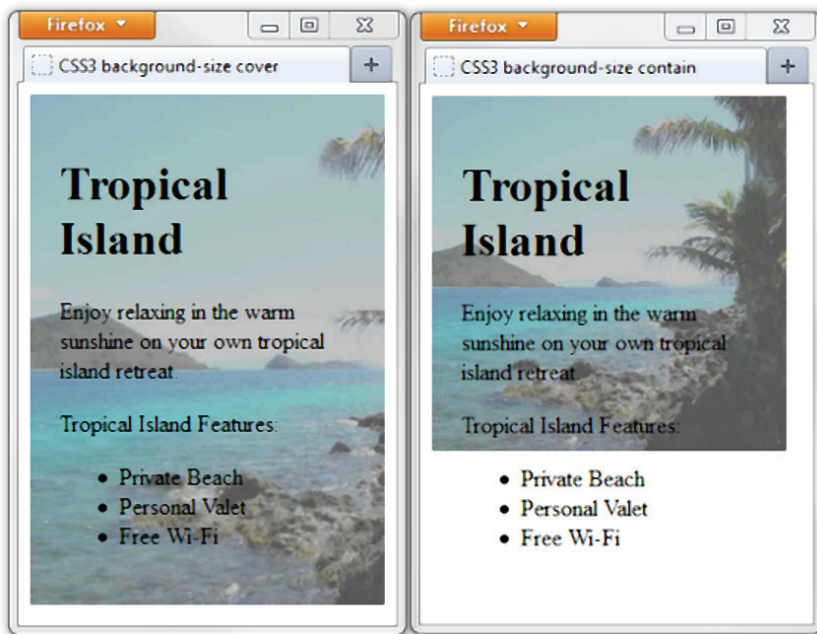 Firefox
CSS3 background-size cover
Tropical
Island
Enjoy relaxing in the warm
sunshine on your own tropical
island retreat.
Tropical Island Features:
• Private Beach
• Personal Valet
• Free Wi-Fi
Firefox
CSS3 background-size contain
Tropical
Island
Enjoy relaxing in the warm
sunshine on your own tropical
island retreat.
Tropical Island Features:
• Private Beach
• Personal Valet
• Free Wi-Fi